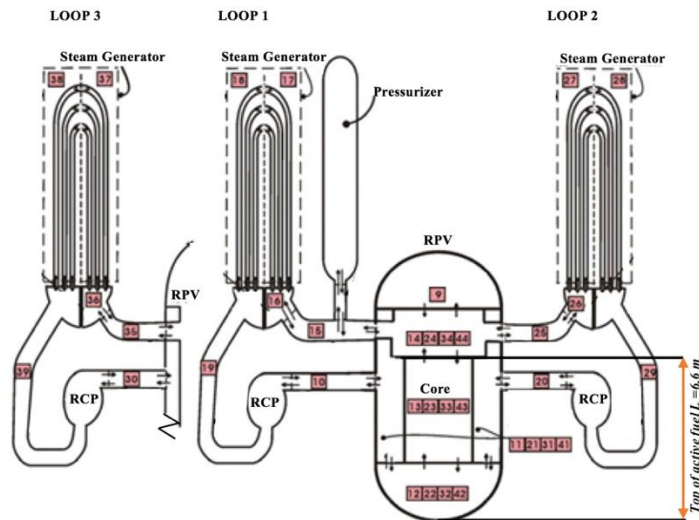 LOOP 3
LOOP 1
LOOP 2
Steam Generator
Steam Generator
Steam Generator
38 37
18 17
27 28
Pressurizer
RPV
9
36
16
26
RPV
35
15
14 24 34 44
25
39
30
19
10
Core
20
29
RCP
RCP
13 23 33 43
RCP
11 21 31 41
12 22 32 42
Top of active fuel L =6,6 m